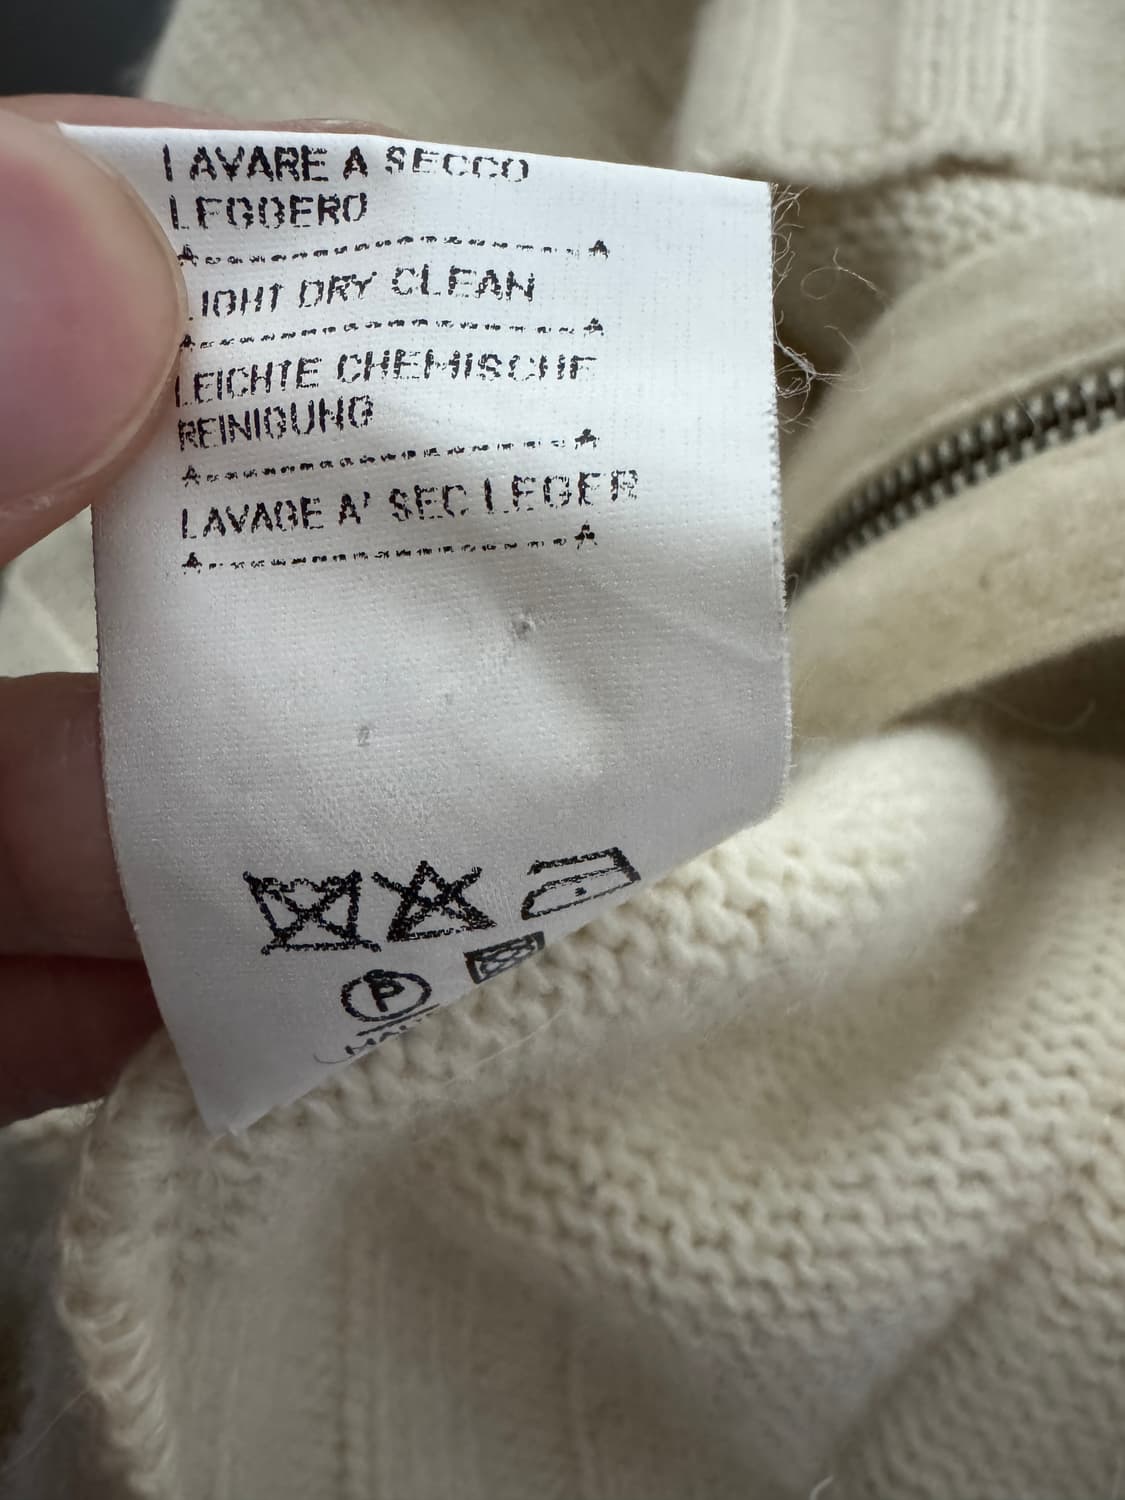 LAVARE A SECCO
LEGGERO
LIGHT DRY CLEAN
LEICHTE CHEMISCHE
REINIGUNG
LAVAGE A' SEC LEGER
P